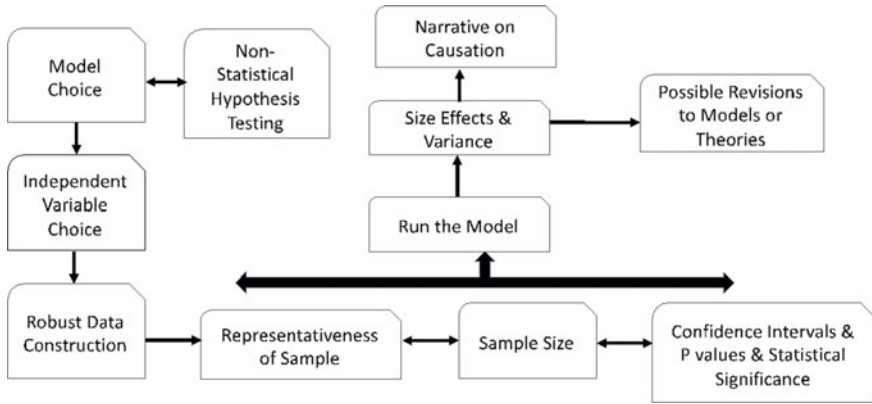 Model
Choice
Non-
Statistical
Hypothesis
Testing
Narrative on
Causation
Size Effects &
Variance
Possible Revisions
to Models or
Theories
Independent
Variable
Choice
Run the Model
Robust Data
Construction
Representativeness
of Sample
Sample Size
Confidence Intervals &
P values & Statistical
Significance